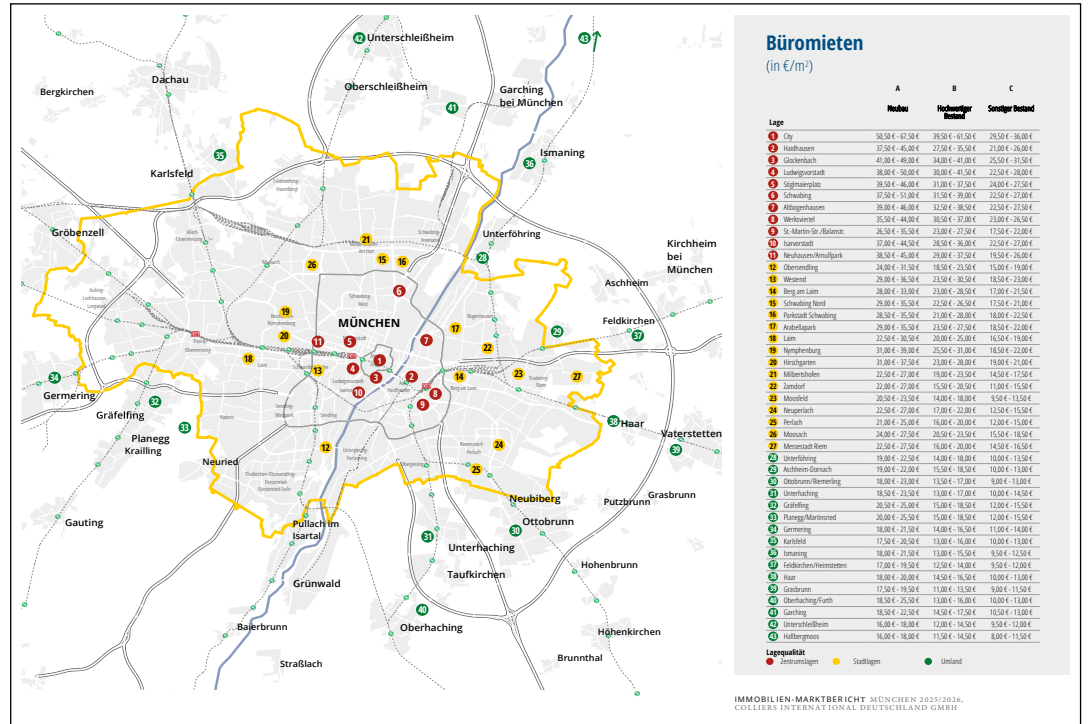 Unterschleißheim
Dachau
Bergkirchen
Oberschleißheim
Garching
bei München
Ismaning
Karlsfeld
Unterföhring
Gröbenzell
Kirchheim
bei
München
Aschheim
Feldkirchen
MÜNCHEN
Germering
Gräfelfing
Planegg
Krailling
Neuried
Haar
Vaterstetten
Grasbrunn
Putzbrunn
Neubiberg
Ottobrunn
Gauting
Pullach im
Isartal
Unterhaching
Taufkirchen
Hohenbrunn
Grünwald
Baierbrunn
Oberhaching
Höhenkirchen
Brunnthal
Straßlach
Büromieten
(in €/m²)
A B C
Neubau Hochwertiger Bestand Sonstiger Bestand
Lage
1 City 50,50 € - 67,50 € 39,50 € - 61,50 € 29,50 € - 36,00 €
2 Haidhausen 37,50 € - 45,00 € 27,50 € - 35,50 € 21,00 € - 26,00 €
3 Glockenbach 41,00 € - 49,00 € 34,00 € - 41,00 € 25,50 € - 31,50 €
4 Ludwigsvorstadt 38,00 € - 50,00 € 30,00 € - 41,50 € 22,50 € - 28,00 €
5 Stiglmaierplatz 39,50 € - 46,00 € 31,00 € - 37,50 € 24,00 € - 27,50 €
6 Schwabing 37,50 € - 51,00 € 31,50 € - 39,00 € 22,50 € - 27,00 €
7 Altbogenhausen 39,00 € - 46,00 € 32,50 € - 38,50 € 22,50 € - 27,50 €
8 Werksviertel 35,50 € - 44,00 € 30,50 € - 37,00 € 23,00 € - 26,50 €
9 St.-Martin-Str./Balanstr. 26,50 € - 35,50 € 23,00 € - 27,50 € 17,50 € - 22,00 €
10 Isarvorstadt 37,00 € - 44,50 € 28,50 € - 36,00 € 22,50 € - 27,00 €
11 Neuhausen/Arnulfpark 38,50 € - 45,00 € 29,00 € - 37,50 € 19,50 € - 26,00 €
12 Obersendling 24,00 € - 31,50 € 18,50 € - 23,50 € 15,00 € - 19,00 €
13 Westend 29,00 € - 36,50 € 23,50 € - 30,50 € 18,50 € - 23,00 €
14 Berg am Laim 28,00 € - 33,00 € 23,00 € - 28,50 € 17,00 € - 21,50 €
15 Schwabing Nord 29,00 € - 35,50 € 22,50 € - 26,50 € 17,50 € - 21,00 €
16 Parkstadt Schwabing 28,50 € - 35,50 € 21,00 € - 28,00 € 18,00 € - 22,50 €
17 Arabellapark 29,00 € - 35,50 € 23,50 € - 27,50 € 18,50 € - 22,00 €
18 Laim 22,50 € - 30,50 € 20,00 € - 25,00 € 16,50 € - 19,00 €
19 Nymphenburg 31,00 € - 39,00 € 25,50 € - 31,00 € 18,50 € - 22,00 €
20 Hirschgarten 31,00 € - 37,50 € 23,00 € - 28,00 € 19,00 € - 21,00 €
21 Milbertshofen 22,50 € - 27,00 € 19,00 € - 23,50 € 14,50 € - 17,50 €
22 Zamdorf 22,00 € - 27,00 € 15,50 € - 20,50 € 11,00 € - 15,50 €
23 Moosfeld 20,50 € - 23,50 € 14,00 € - 18,00 € 9,50 € - 13,50 €
24 Neuperlach 22,50 € - 27,50 € 17,00 € - 22,00 € 12,50 € - 15,50 €
25 Perlach 21,00 € - 25,00 € 16,00 € - 20,00 € 12,00 € - 15,00 €
26 Moosach 24,00 € - 27,50 € 20,50 € - 23,50 € 15,50 € - 18,50 €
27 Messestadt Riem 22,50 € - 27,50 € 16,00 € - 20,00 € 14,50 € - 16,50 €
28 Unterföhring 19,00 € - 22,50 € 14,00 € - 18,00 € 10,00 € - 13,50 €
29 Aschheim-Dornach 19,00 € - 22,00 € 15,50 € - 18,50 € 10,00 € - 13,00 €
30 Ottobrunn/Riemerling 18,00 € - 23,00 € 13,50 € - 17,00 € 9,00 € - 13,00 €
31 Unterhaching 18,50 € - 23,50 € 13,00 € - 17,00 € 10,00 € - 14,50 €
32 Gräfelfing 20,50 € - 25,00 € 15,00 € - 18,50 € 12,00 € - 15,50 €
33 Planegg/Martinsried 20,00 € - 25,50 € 15,00 € - 18,50 € 12,00 € - 15,50 €
34 Germering 18,00 € - 21,50 € 14,00 € - 16,50 € 11,00 € - 14,00 €
35 Karlsfeld 17,50 € - 20,50 € 13,00 € - 16,00 € 10,00 € - 13,00 €
36 Ismaning 18,00 € - 21,50 € 13,00 € - 15,50 € 9,50 € - 12,50 €
37 Feldkirchen/Heimstetten 17,00 € - 19,50 € 12,50 € - 14,00 € 9,50 € - 12,00 €
38 Haar 18,00 € - 20,00 € 14,50 € - 16,50 € 10,00 € - 13,00 €
39 Grasbrunn 17,50 € - 19,50 € 11,00 € - 13,50 € 9,00 € - 11,50 €
40 Oberhaching/Furth 18,50 € - 25,50 € 13,00 € - 16,00 € 10,00 € - 13,00 €
41 Garching 18,50 € - 22,50 € 14,50 € - 17,50 € 10,50 € - 13,00 €
42 Unterschleißheim 16,00 € - 18,00 € 12,00 € - 14,50 € 9,50 € - 12,00 €
43 Hallbergmoos 16,00 € - 18,00 € 11,50 € - 14,50 € 8,00 € - 11,50 €
Lagequalität
Zentrumslagen Stadtlagen Umland
IMMOBILIEN-MARKTBERICHT MÜNCHEN 2025/2026,
COLLIERS INTERNATIONAL DEUTSCHLAND GMBH